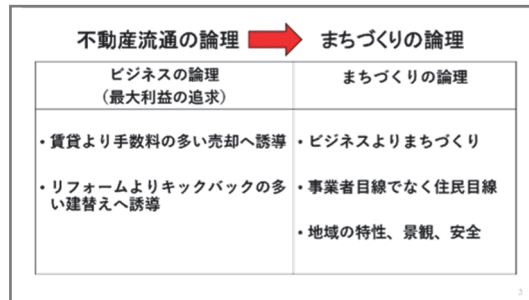 不動産流通の論理 まちづくりの論理
ビジネスの論理
（最大利益の追求）
まちづくりの論理
・賃貸より手数料の多い売却へ誘導
・リフォームよりキックバックの多
い建替えへ誘導
・ビジネスよりまちづくり
・事業者目線でなく住民目線
・地域の特性、景観、安全